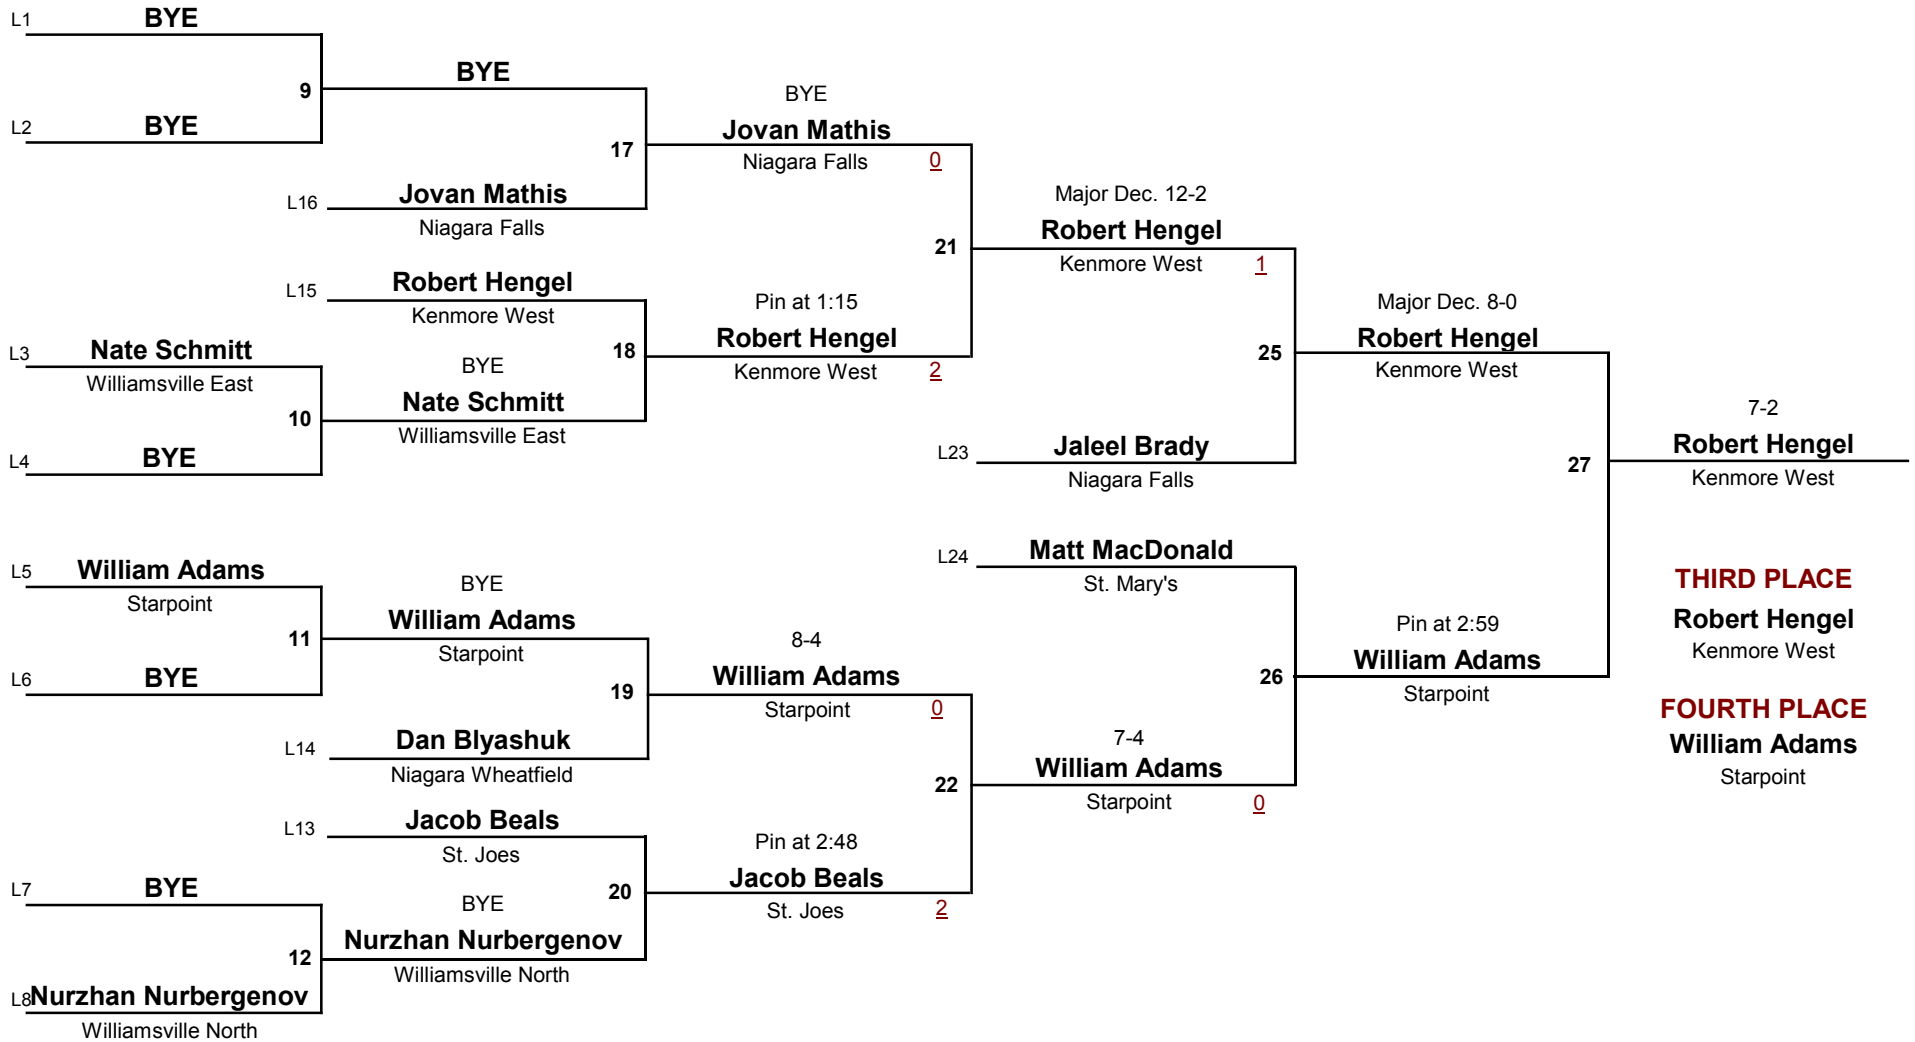 L1 BYE
9
BYE
L2 BYE
17
BYE
Jovan Mathis
Niagara Falls 0
L16 Jovan Mathis
Niagara Falls
21
Major Dec. 12-2
Robert Hengel
Kenmore West 1
L15 Robert Hengel
Kenmore West
18
Pin at 1:15
Robert Hengel
Kenmore West 2
L3 Nate Schmitt
Williamsville East
10
BYE
Nate Schmitt
Williamsville East
L4 BYE
25
Major Dec. 8-0
Robert Hengel
Kenmore West
L23 Jaleel Brady
Niagara Falls
27
7-2
Robert Hengel
Kenmore West
L5 William Adams
Starpoint
11
BYE
William Adams
Starpoint
L6 BYE
19
8-4
William Adams
Starpoint 0
L14 Dan Blyashuk
Niagara Wheatfield
22
7-4
William Adams
Starpoint 0
L13 Jacob Beals
St. Joes
20
Pin at 2:48
Jacob Beals
St. Joes 2
L7 BYE
12
BYE
Nurzhan Nurbergenov
Williamsville North
L8 Nurzhan Nurbergenov
Williamsville North
L24 Matt MacDonald
St. Mary's
26
Pin at 2:59
William Adams
Starpoint
THIRD PLACE
Robert Hengel
Kenmore West
FOURTH PLACE
William Adams
Starpoint